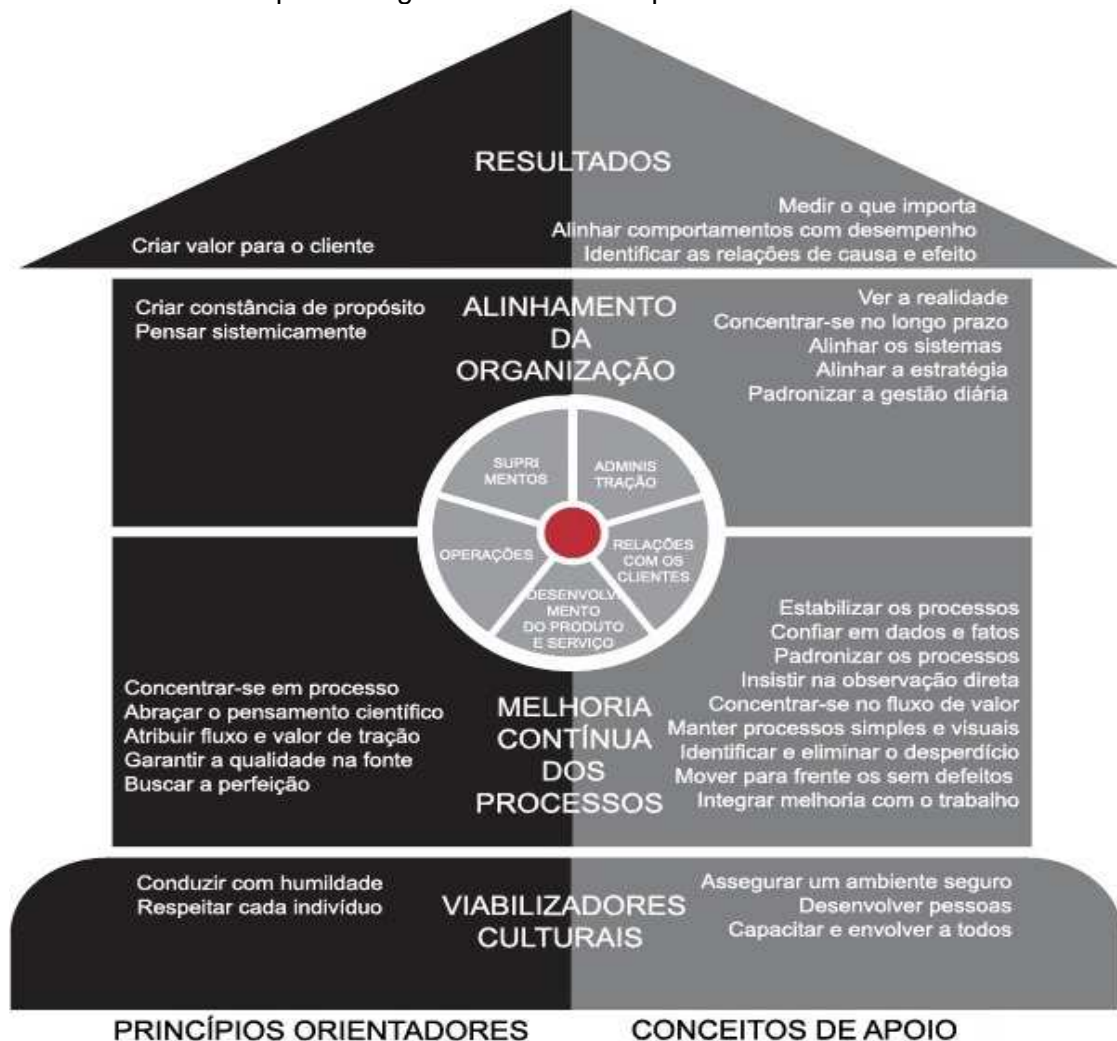 RESULTADOS
Criar valor para o cliente
Medir o que importa
Alinhar comportamentos com desempenho
Identificar as relações de causa e efeito
Criar constância de propósito
Pensar sistemicamente
ALINHAMENTO
DA
ORGANIZAÇÃO
Ver a realidade
Concentrar-se no longo prazo
Alinhar os sistemas
Alinhar a estratégia
Padronizar a gestão diária
SUPRI
MENTOS
ADMINIS
TRAÇÃO
OPERAÇÕES
RELAÇÕES
COM OS
CLIENTES
DESENVOLVI
MENTO
DO PRODUTO
E SERVIÇO
Concentrar-se em processo
Abraçar o pensamento científico
Atribuir fluxo e valor de tração
Garantir a qualidade na fonte
Buscar a perfeição
MELHORIA
CONTÍNUA
DOS
PROCESSOS
Estabilizar os processos
Confiar em dados e fatos
Padronizar os processos
Insistir na observação direta
Concentrar-se no fluxo de valor
Manter processos simples e visuais
Identificar e eliminar o desperdício
Mover para frente os sem defeitos
Integrar melhoria com o trabalho
Conduzir com humildade
Respeitar cada indivíduo
VIABILIZADORES
CULTURAIS
Assegurar um ambiente seguro
Desenvolver pessoas
Capacitar e envolver a todos
PRINCÍPIOS ORIENTADORES
CONCEITOS DE APOIO